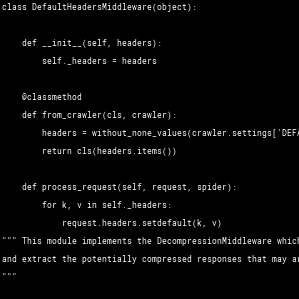 class DefaultHeadersMiddleware(object):
def __init__(self, headers):
self._headers = headers
@classmethod
def from_crawler(cls, crawler):
headers = without_none_values(crawler.settings['DEFA
return cls(headers.items())
def process_request(self, request, spider):
for k, v in self._headers:
request.headers.setdefault(k, v)
""" This module implements the DecompressionMiddleware which
and extract the potentially compressed responses that may ar
"""